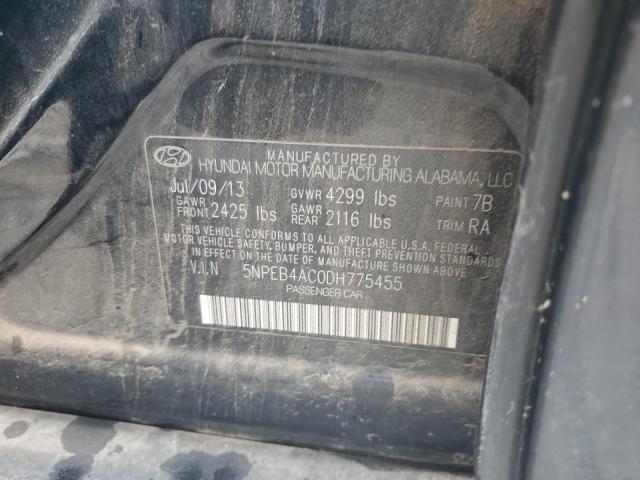 MANUFACTURED BY
HYUNDAI MOTOR MANUFACTURING ALABAMA, LLC
Jul/09/13 GVWR 4299 lbs PAINT 7B
GAWR FRONT 2425 lbs GAWR REAR 2116 lbs TRIM RA
THIS VEHICLE CONFORMS TO ALL APPLICABLE U.S.A. FEDERAL
MOTOR VEHICLE SAFETY, BUMPER, AND THEFT PREVENTION STANDARDS
IN EFFECT ON THE DATE OF MANUFACTURE SHOWN ABOVE.
V.I.N 5NPEB4AC0DH775455
PASSENGER CAR